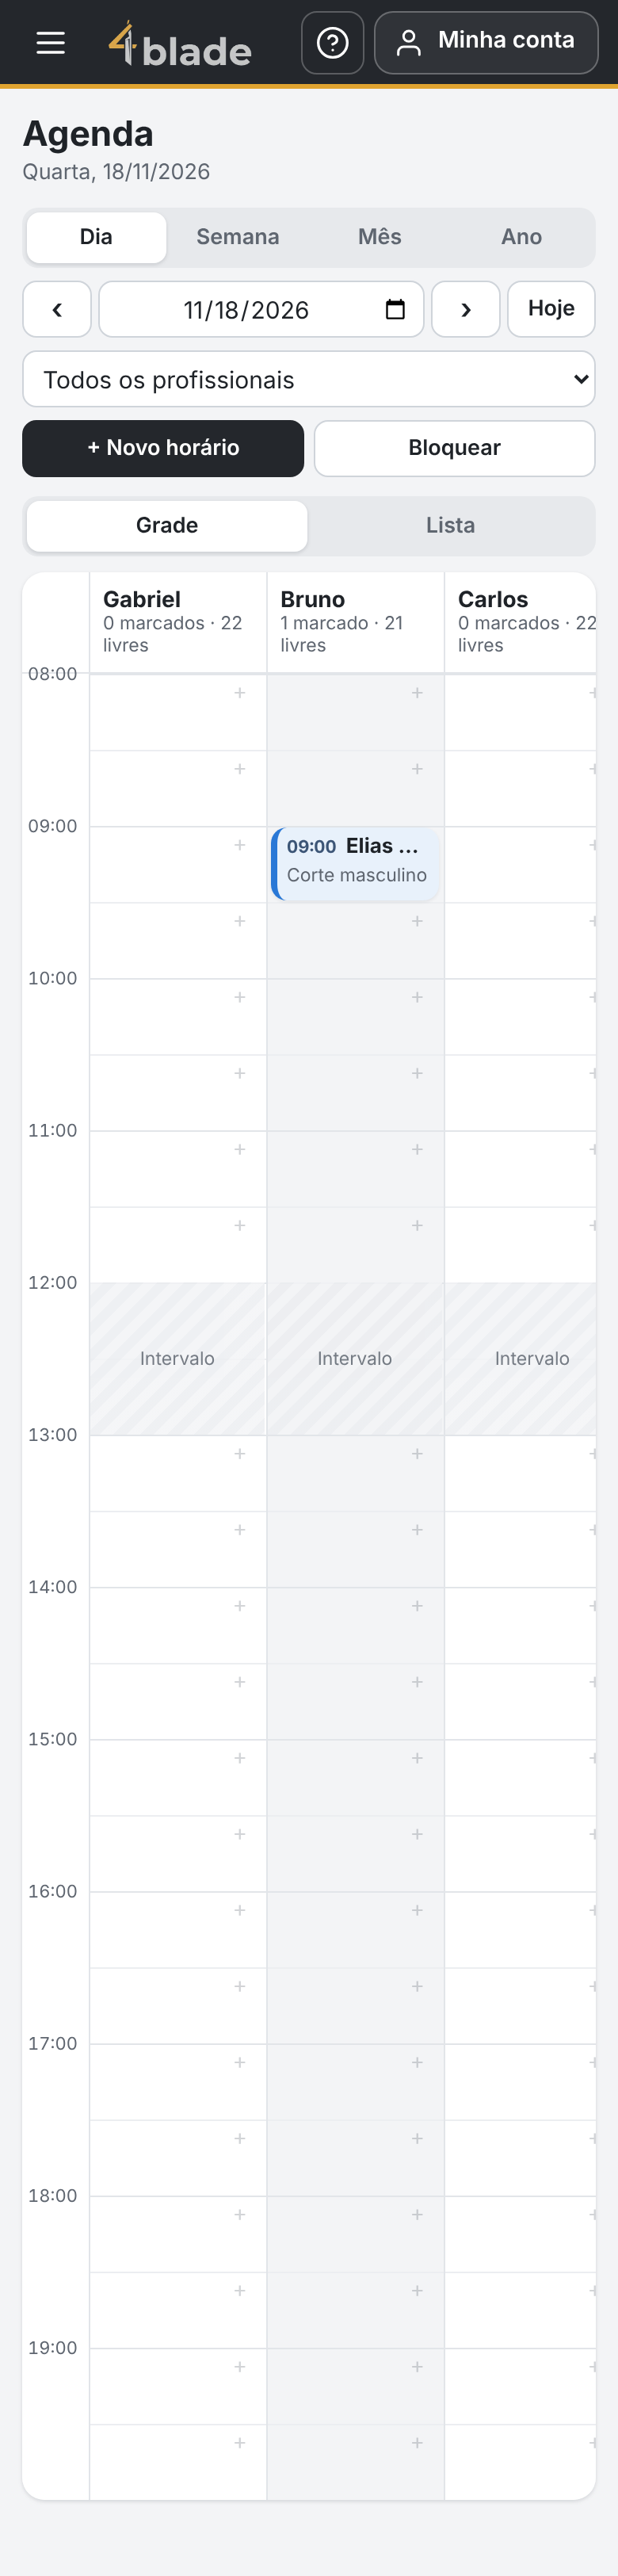 4blade
Minha conta
Agenda
Quarta, 18/11/2026
Dia Semana Mês Ano
‹ 11/18/2026 › Hoje
Todos os profissionais
+ Novo horário Bloquear
Grade Lista
Gabriel Bruno Carlos
0 marcados · 22 livres 1 marcado · 21 livres 0 marcados · 22 livres
08:00
+ + +
+ + +
09:00
09:00 Elias ...
+ +
Corte masculino
+ + +
10:00
+ + +
+ + +
11:00
+ + +
+ + +
12:00
Intervalo Intervalo Intervalo
13:00
+ + +
+ + +
14:00
+ + +
+ + +
15:00
+ + +
+ + +
16:00
+ + +
+ + +
17:00
+ + +
+ + +
18:00
+ + +
+ + +
19:00
+ + +
+ + +